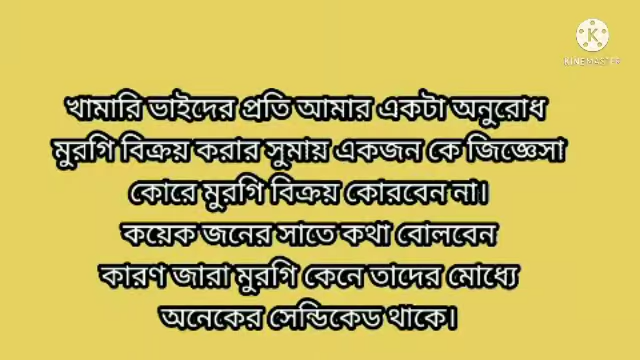 K
KINEMASTER
খামারি ভাইদের প্রতি আমার একটা অনুরোধ
মুরগি বিক্রয় করার সুমায় একজন কে জিজ্ঞেসা
কোরে মুরগি বিক্রয় কোরবেন না।
কয়েক জনের সাতে কথা বোলবেন
কারণ জারা মুরগি কেনে তাদের মোধ্যে
অনেকের সেন্ডিকেড থাকে।